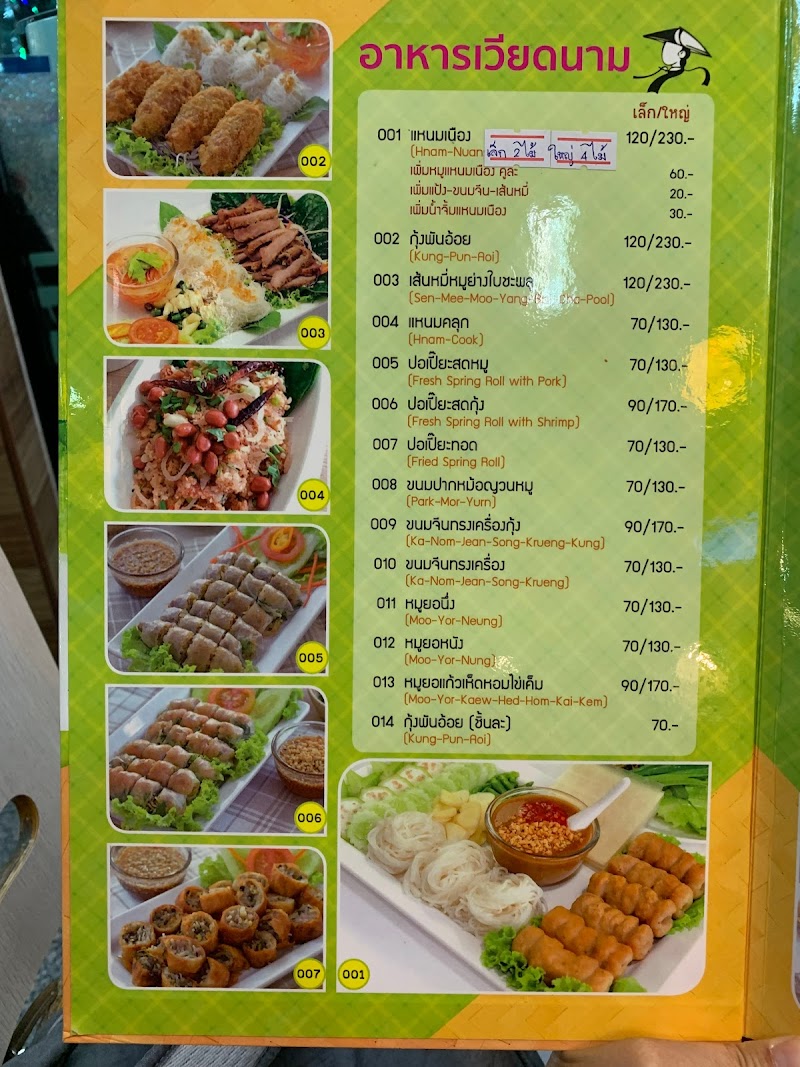 อาหารเวียดนาม
เล็ก/ใหญ่
001 แหนมเนือง 120/230.-
(Hnam-Nuan
เล็ก 2ไม้ ใหญ่ 4ไม้
เพิ่มหมูแหนมเนือง คู่ละ 60.-
เพิ่มแป้ง-ขนมจีน-เส้นหมี่ 20.-
เพิ่มน้ำจิ้มแหนมเนือง 30.-
002 กุ้งพันอ้อย 120/230.-
(Kung-Pun-Aoi)
003 เส้นหมี่หมูย่างใบชะพลู 120/230.-
(Sen-Mee-Moo-Yang- Cha-Pool)
004 แหนมคลุก 70/130.-
(Hnam-Cook)
005 ปอเปี๊ยะสดหมู 70/130.-
(Fresh Spring Roll with Pork)
006 ปอเปี๊ยะสดกุ้ง 90/170.-
(Fresh Spring Roll with Shrimp)
007 ปอเปี๊ยะทอด 70/130.-
(Fried Spring Roll)
008 ขนมปากหม้อญวนหมู 70/130.-
(Park-Mor-Yurn)
009 ขนมจีนทรงเครื่องกุ้ง 90/170.-
(Ka-Nom-Jean-Song-Krueng-Kung)
010 ขนมจีนทรงเครื่อง 70/130.-
(Ka-Nom-Jean-Song-Krueng)
011 หมูยอนึ่ง 70/130.-
(Moo-Yor-Neung)
012 หมูยอหนัง 70/130.-
(Moo-Yor-Nung)
013 หมูยอแก้วเห็ดหอมไข่เค็ม 90/170.-
(Moo-Yor-Kaew-Hed-Hom-Kai-Kem)
014 กุ้งพันอ้อย (ชิ้นละ) 70.-
(Kung-Pun-Aoi)
002
003
004
005
006
007
001